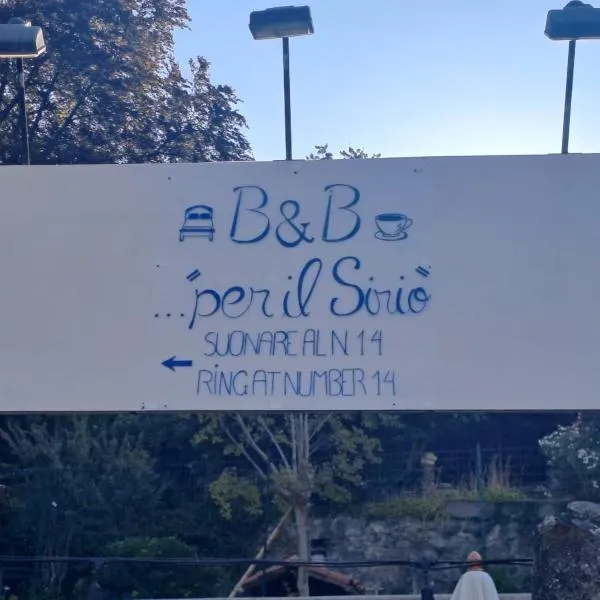 B&B
..."per il Sirio"
SUONARE AL N. 14
RING AT NUMBER 14